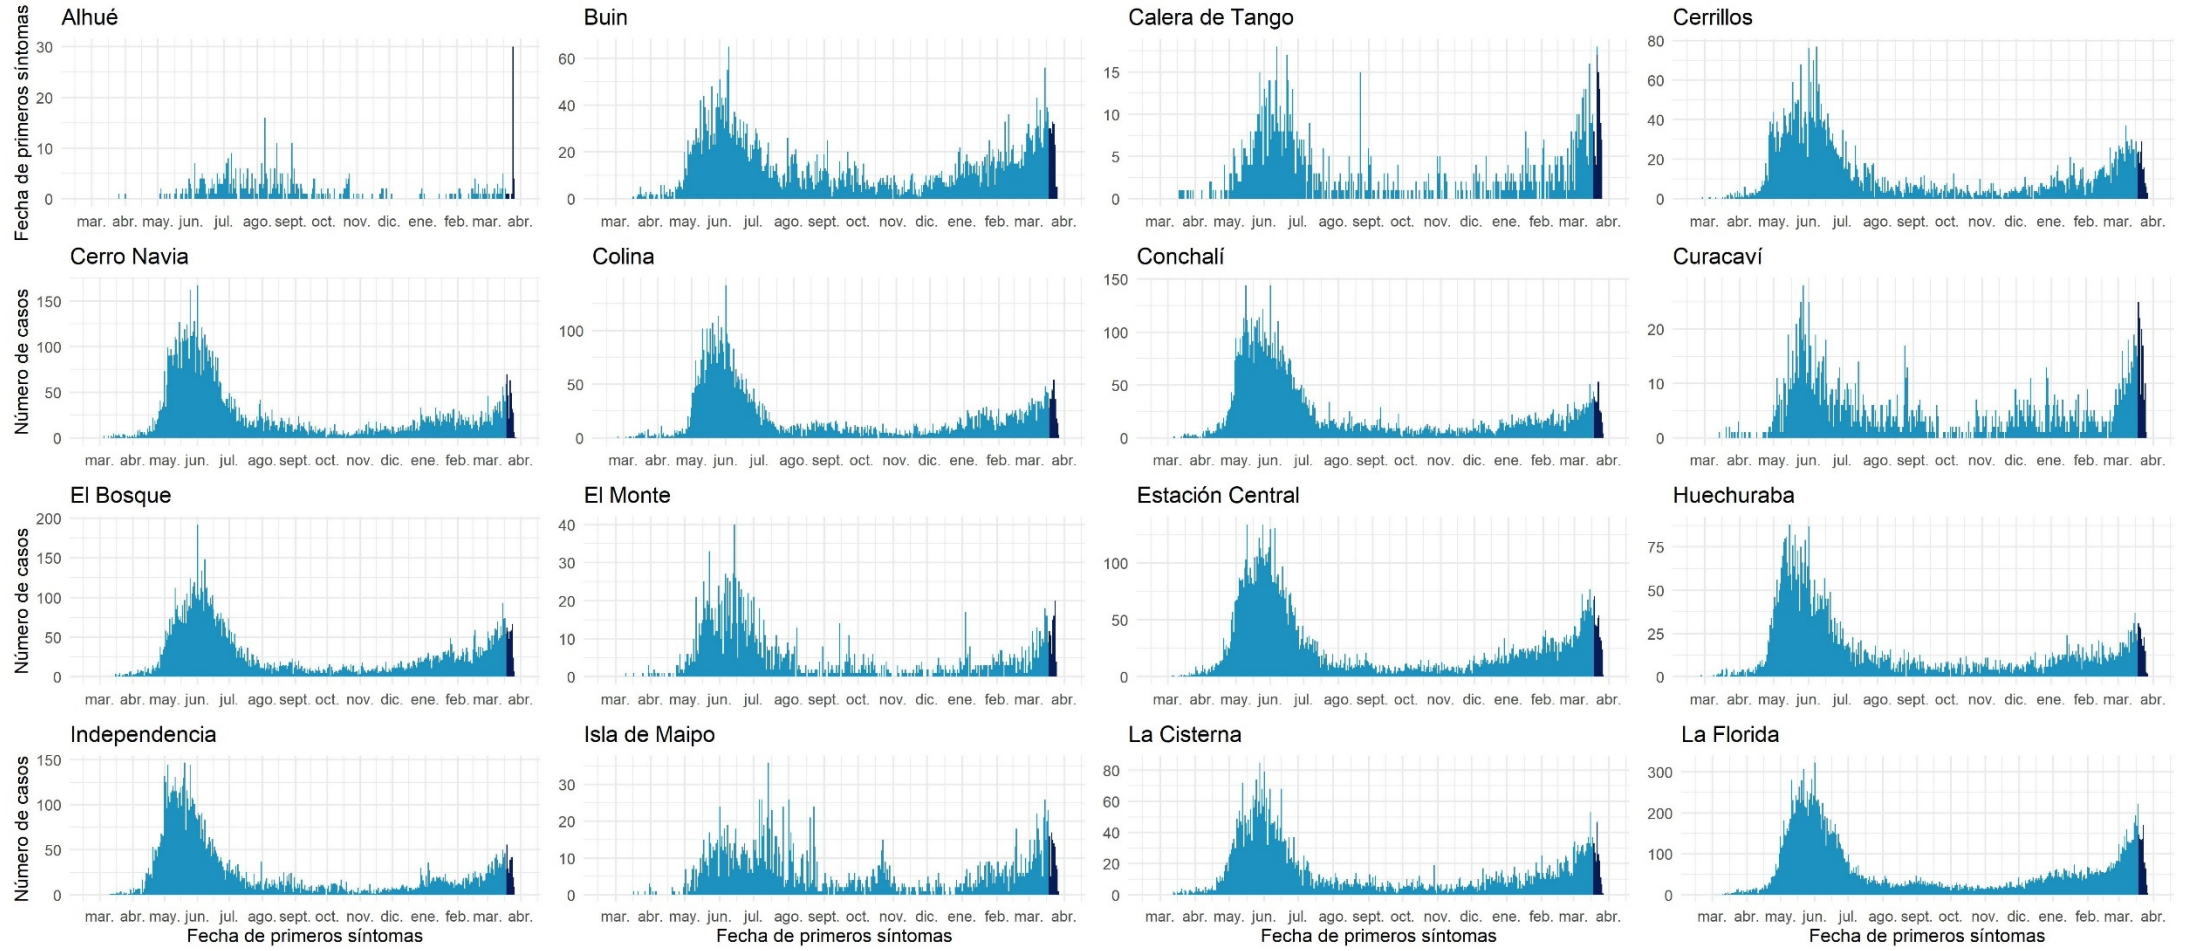 Alhué
Buin
Calera de Tango
Cerrillos
Fecha de primeros síntomas
30
20
10
0
60
40
20
0
15
10
5
0
80
60
40
20
0
mar. abr. may. jun. jul. ago. sept. oct. nov. dic. ene. feb. mar. abr.
mar. abr. may. jun. jul. ago. sept. oct. nov. dic. ene. feb. mar. abr.
mar. abr. may. jun. jul. ago. sept. oct. nov. dic. ene. feb. mar. abr.
mar. abr. may. jun. jul. ago. sept. oct. nov. dic. ene. feb. mar. abr.
Cerro Navia
Colina
Conchalí
Curacaví
Número de casos
150
100
50
0
100
50
0
150
100
50
0
20
10
0
mar. abr. may. jun. jul. ago. sept. oct. nov. dic. ene. feb. mar. abr.
mar. abr. may. jun. jul. ago. sept. oct. nov. dic. ene. feb. mar. abr.
mar. abr. may. jun. jul. ago. sept. oct. nov. dic. ene. feb. mar. abr.
mar. abr. may. jun. jul. ago. sept. oct. nov. dic. ene. feb. mar. abr.
El Bosque
El Monte
Estación Central
Huechuraba
Número de casos
200
150
100
50
0
40
30
20
10
0
100
50
0
75
50
25
0
mar. abr. may. jun. jul. ago. sept. oct. nov. dic. ene. feb. mar. abr.
mar. abr. may. jun. jul. ago. sept. oct. nov. dic. ene. feb. mar. abr.
mar. abr. may. jun. jul. ago. sept. oct. nov. dic. ene. feb. mar. abr.
mar. abr. may. jun. jul. ago. sept. oct. nov. dic. ene. feb. mar. abr.
Independencia
Isla de Maipo
La Cisterna
La Florida
Número de casos
150
100
50
0
30
20
10
0
80
60
40
20
0
300
200
100
0
mar. abr. may. jun. jul. ago. sept. oct. nov. dic. ene. feb. mar. abr.
mar. abr. may. jun. jul. ago. sept. oct. nov. dic. ene. feb. mar. abr.
mar. abr. may. jun. jul. ago. sept. oct. nov. dic. ene. feb. mar. abr.
mar. abr. may. jun. jul. ago. sept. oct. nov. dic. ene. feb. mar. abr.
Fecha de primeros síntomas
Fecha de primeros síntomas
Fecha de primeros síntomas
Fecha de primeros síntomas